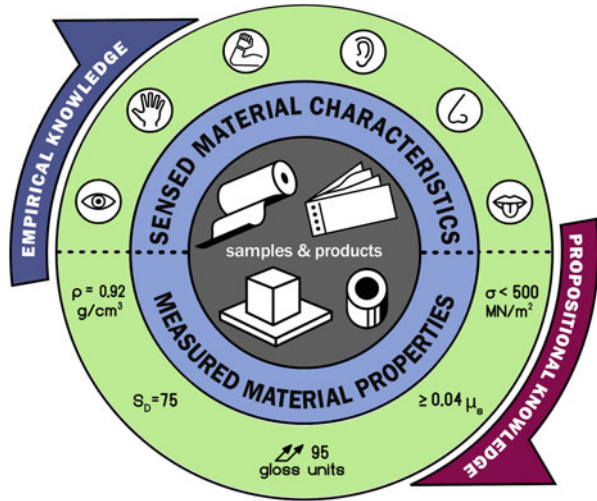 EMPIRICAL KNOWLEDGE
SENSED MATERIAL CHARACTERISTICS
samples & products
PROPOSITIONAL KNOWLEDGE
ρ = 0.92
g/cm³
σ < 500
MN/m²
MEASURED MATERIAL PROPERTIES
S_D=75
≥ 0.04 μ_s
95
gloss units